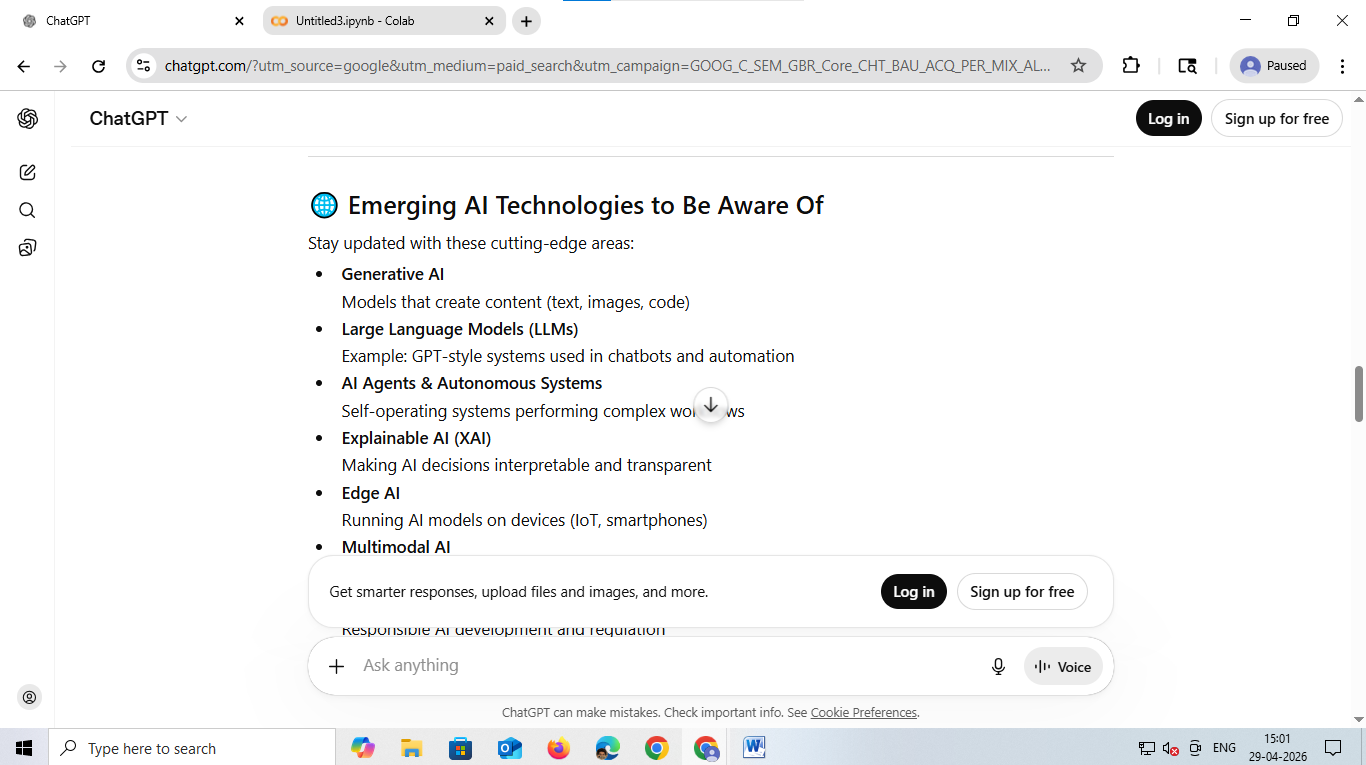 ChatGPT
Untitled3.ipynb - Colab
chatgpt.com/?utm_source=google&utm_medium=paid_search&utm_campaign=GOOG_C_SEM_GBR_Core_CHT_BAU_ACQ_PER_MIX_AL...
Paused
ChatGPT
Log in
Sign up for free
Emerging AI Technologies to Be Aware Of
Stay updated with these cutting-edge areas:
• Generative AI
Models that create content (text, images, code)
• Large Language Models (LLMs)
Example: GPT-style systems used in chatbots and automation
• AI Agents & Autonomous Systems
Self-operating systems performing complex
• Explainable AI (XAI)
Making AI decisions interpretable and transparent
• Edge AI
Running AI models on devices (IoT, smartphones)
• Multimodal AI
Get smarter responses, upload files and images, and more.
Log in
Sign up for free
Responsible AI development and regulation
Ask anything
Voice
ChatGPT can make mistakes. Check important info. See Cookie Preferences.
Type here to search
ENG
15:01
29-04-2026